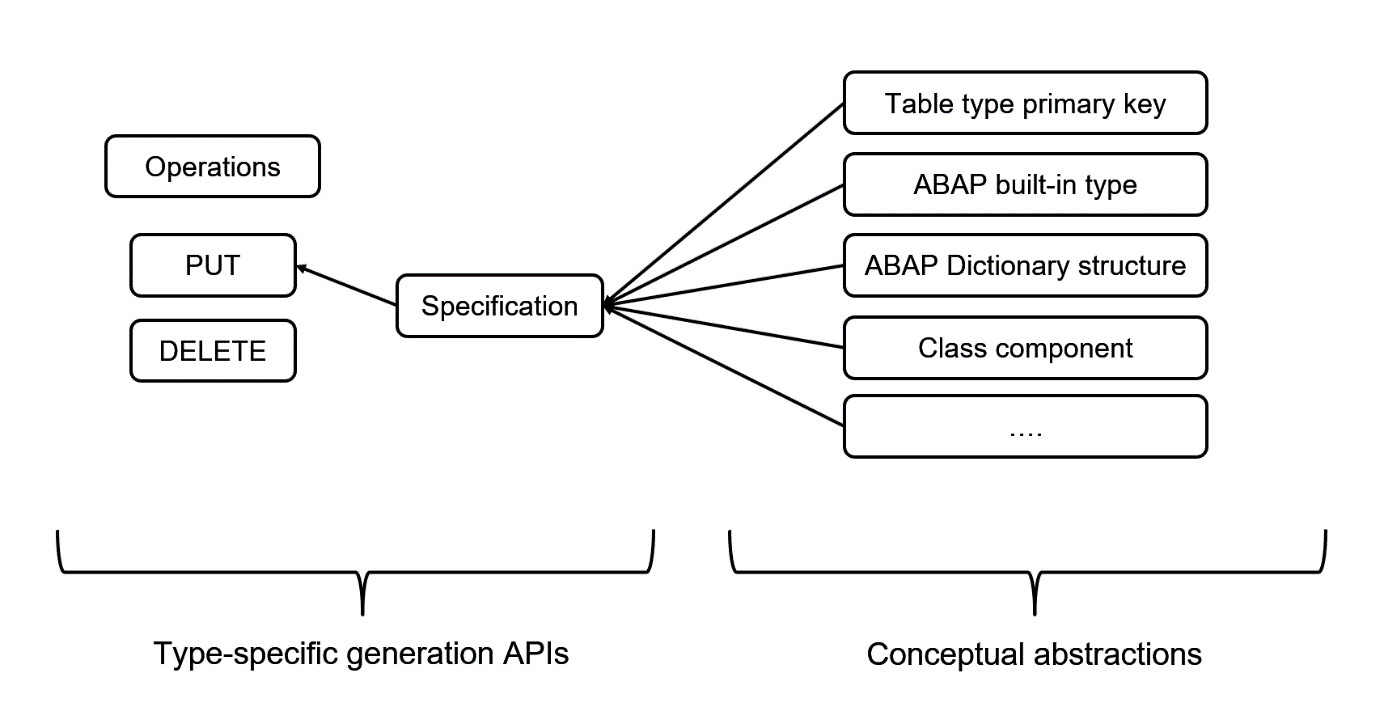 Operations
PUT
DELETE
Specification
Table type primary key
ABAP built-in type
ABAP Dictionary structure
Class component
....
Type-specific generation APIs
Conceptual abstractions